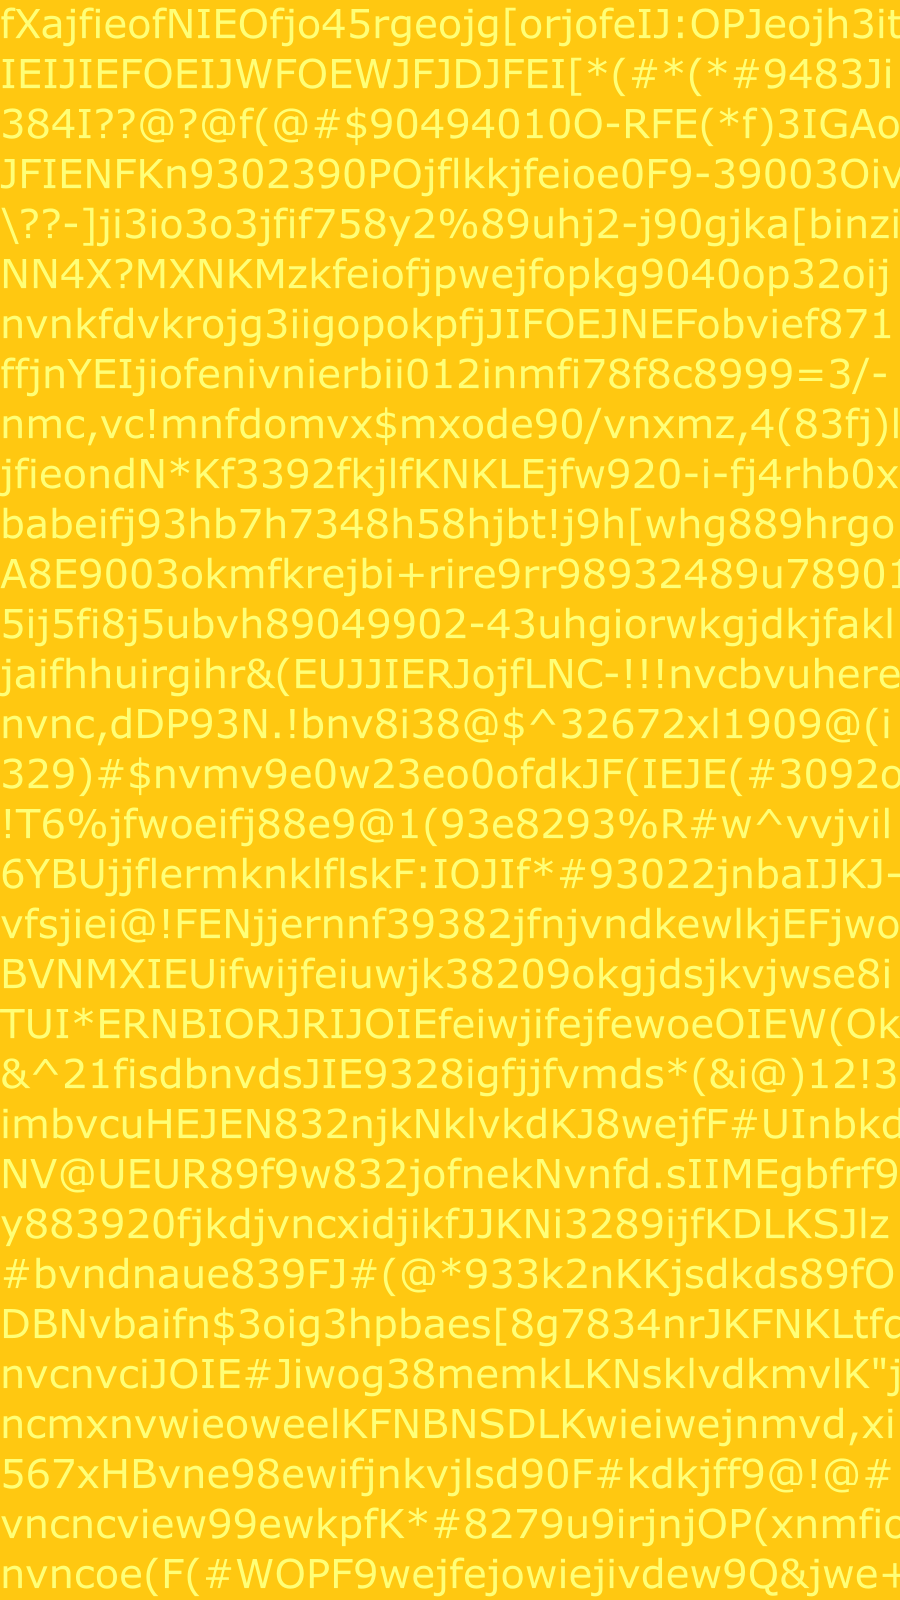 fXajfieofNIEOfjo45rgeojg[orjofeIJ:OPJeojh3it
IEIJIEFOEIJWFOEWJFJDJFEI[*(#*(*#9483Ji
384I??@?@f(@#$90494010O-RFE(*f)3IGAo
JFIENFKn9302390POjflkkjfeioe0F9-39003Oiv
\??-]ji3io3o3jfif758y2%89uhj2-j90gjka[binzi
NN4X?MXNKMzkfeiofjpwejfopkg9040op32oij
nvnkfdvkrojg3iigopokpfjJIFOEJNEFobvief871
ffjnYEIjiofenivnierbii012inmfi78f8c8999=3/-
nmc,vc!mnfdomvx$mxode90/vnxmz,4(83fj)l
jfieondN*Kf3392fkjlfKNKLEjfw920-i-fj4rhb0x
babeifj93hb7h7348h58hjbt!j9h[whg889hrgo
A8E9003okmfkrejbi+rire9rr98932489u78901
5ij5fi8j5ubvh89049902-43uhgiorwkgjdkjfakl
jaifhhuirgihr&(EUJJIERJojfLNC-!!!nvcbvuhere
nvnc,dDP93N.!bnv8i38@$^32672xl1909@(i
329)#$nvmv9e0w23eo0ofdkJF(IEJE(#3092o
!T6%jfwoeifj88e9@1(93e8293%R#w^vvjvil
6YBUjjflermknklflskF:IOJIf*#93022jnbaIJKJ-
vfsjiei@!FENjjernnf39382jfnjvndkewlkjEFjwo
BVNMXIEUifwijfeiuwjk38209okgjdsjkvjwse8i
TUI*ERNBIORJRIJOIEfeiwjifejfewoeOIEW(Ok
&^21fisdbnvdsJIE9328igfjjfvmds*(&i@)12!3
imbvcuHEJEN832njkNklvkdKJ8wejfF#UInbkd
NV@UEUR89f9w832jofnekNvnfd.sIIMEgbfrf9
y883920fjkdjvncxidjikfJJKNi3289ijfKDLKSJlz
#bvndnaue839FJ#(@*933k2nKKjsdkds89fO
DBNvbaifn$3oig3hpbaes[8g7834nrJKFNKLtfc
nvcnvciJOIE#Jiwog38memkLKNsklvdkmvlK"j
ncmxnvwieoweelKFNBNSDLKwieiwejnmvd,xi
567xHBvne98ewifjnkvjlsd90F#kdkjff9@!@#
vncncview99ewkpfK*#8279u9irjnjOP(xnmfic
nvncoe(F(#WOPF9wejfejowiejivdew9Q&jwe+